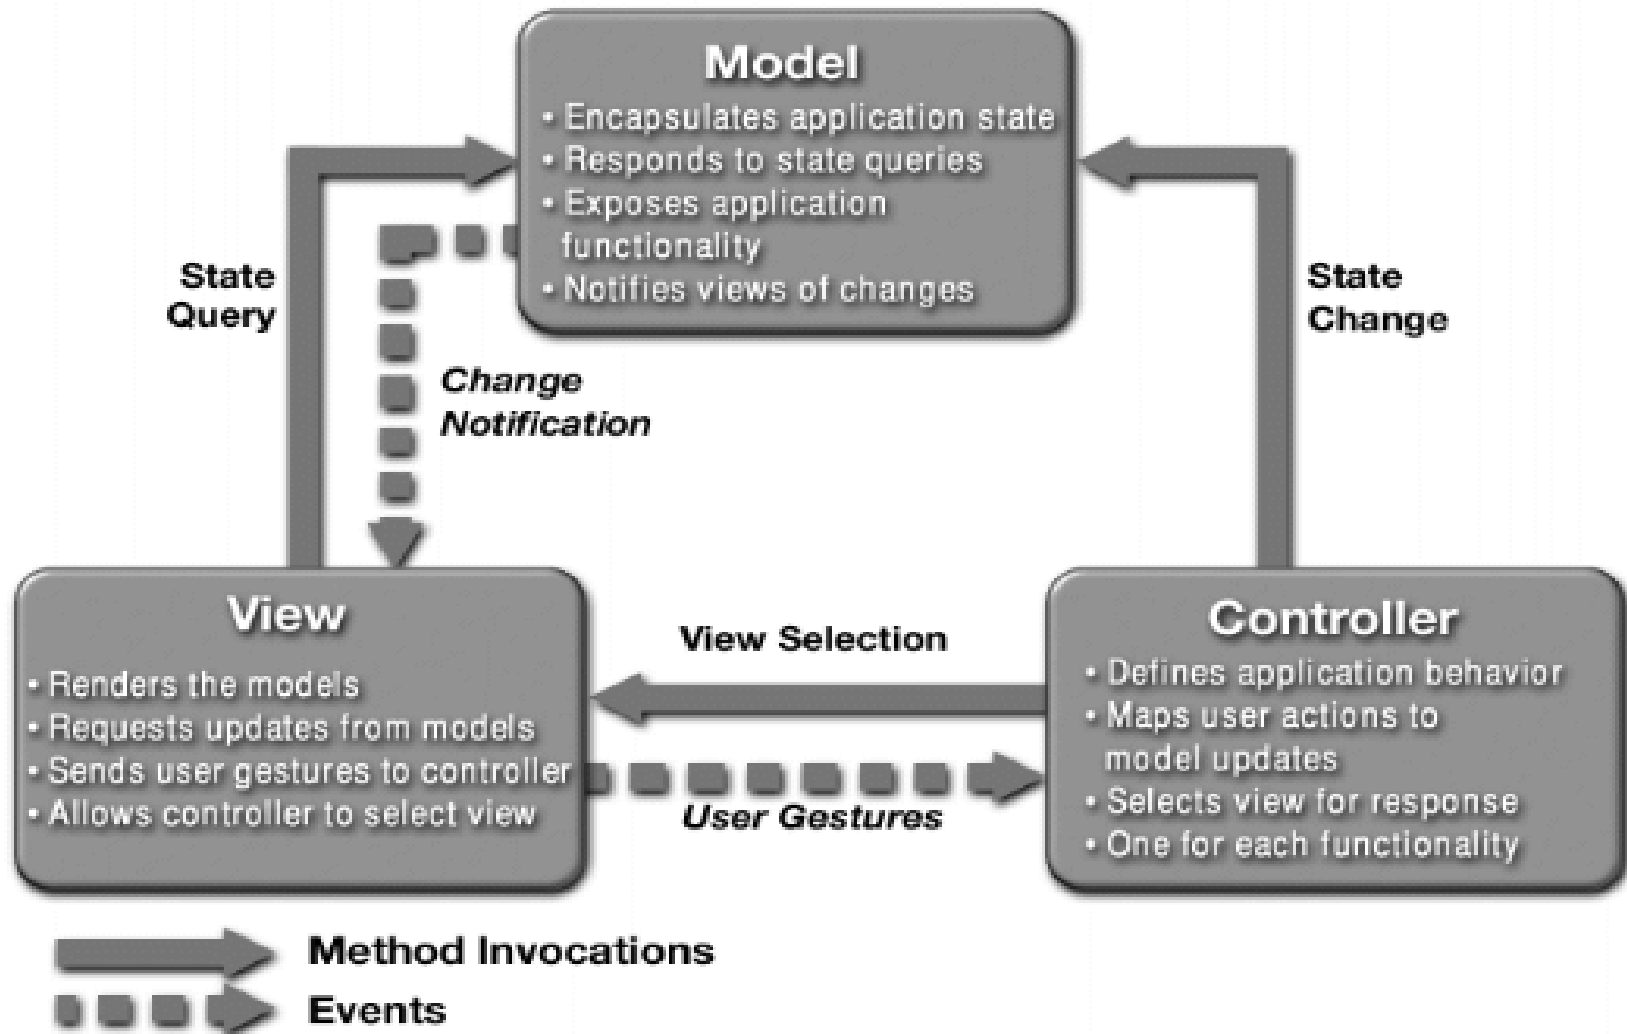 Model
• Encapsulates application state
• Responds to state queries
• Exposes application
functionality
• Notifies views of changes
State
Query
Change
Notification
State
Change
View
• Renders the models
• Requests updates from models
• Sends user gestures to controller
• Allows controller to select view
View Selection
User Gestures
Controller
• Defines application behavior
• Maps user actions to
model updates
• Selects view for response
• One for each functionality
Method Invocations
Events